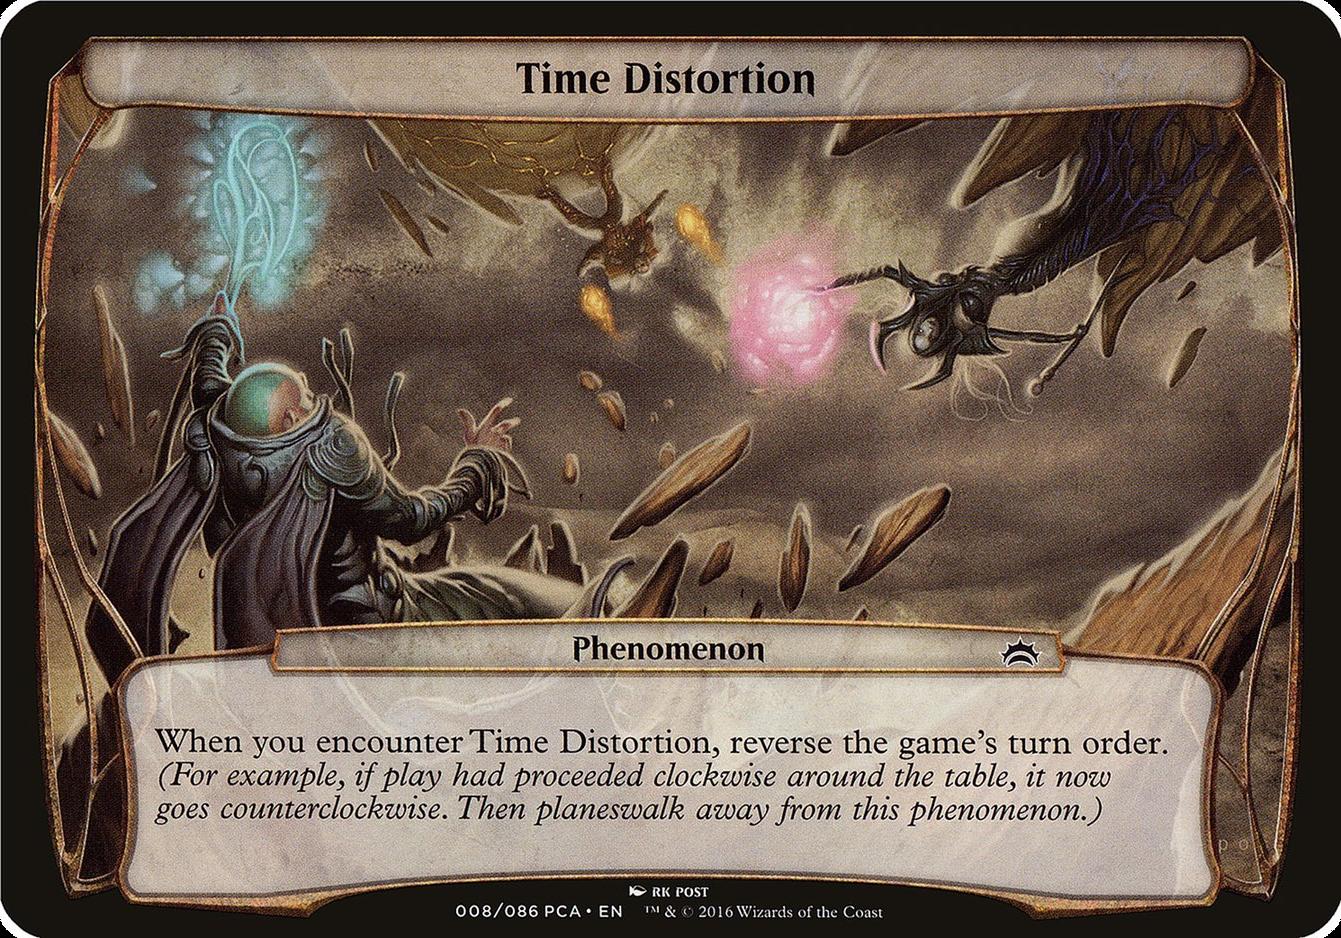 Time Distortion
Phenomenon
When you encounter Time Distortion, reverse the game's turn order.
(For example, if play had proceeded clockwise around the table, it now
goes counterclockwise. Then planeswalk away from this phenomenon.)
RK POST
008/086 PCA • EN ™ & © 2016 Wizards of the Coast